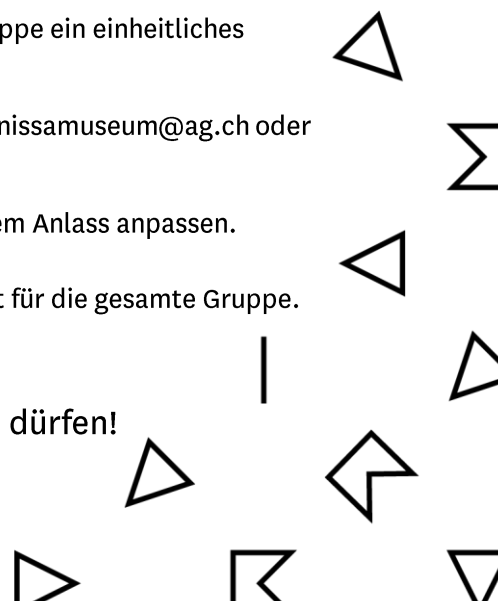 ppe ein einheitliches
nissamuseum@ag.ch oder
em Anlass anpassen.
t für die gesamte Gruppe.
dürfen!